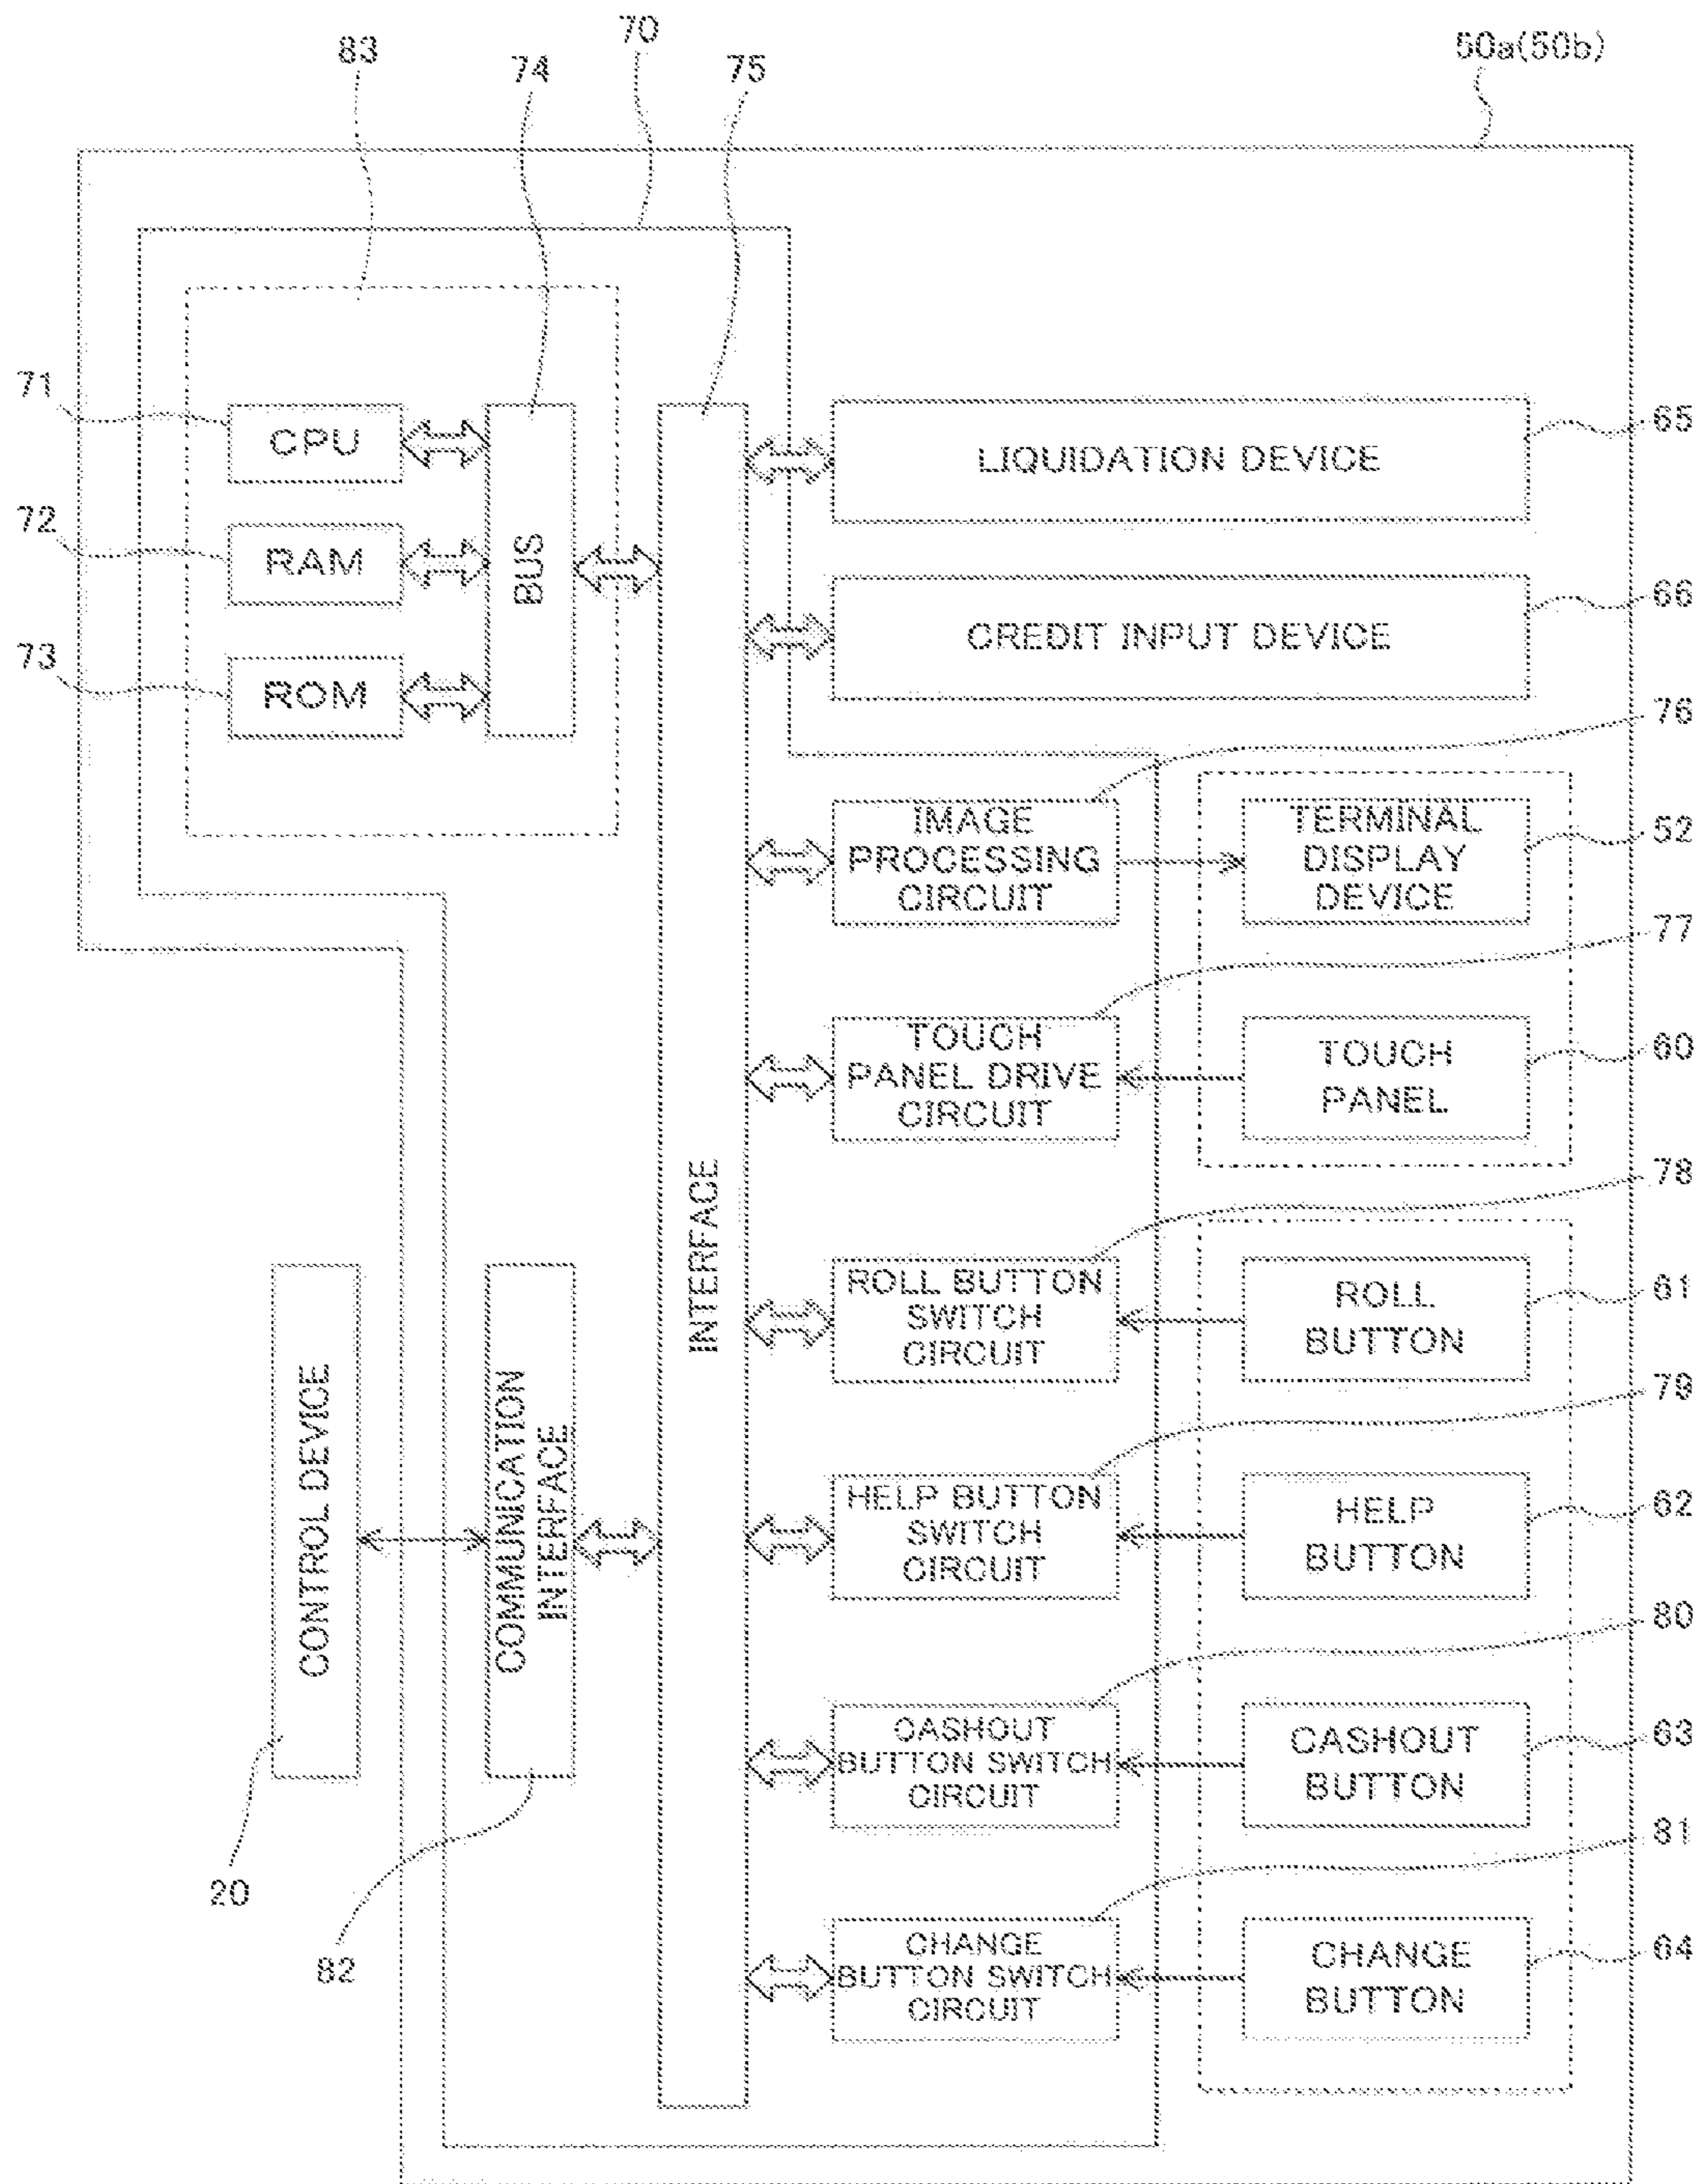 70
83
74
75
50a(50b)
71
CPU
LIQUIDATION DEVICE
65
72
RAM
BUS
66
CREDIT INPUT DEVICE
73
ROM
76
IMAGE
PROCESSING
CIRCUIT
TERMINAL
DISPLAY
DEVICE
52
77
TOUCH
PANEL DRIVE
CIRCUIT
TOUCH
PANEL
60
78
INTERFACE
ROLL BUTTON
SWITCH
CIRCUIT
ROLL
BUTTON
61
79
CONTROL DEVICE
COMMUNICATION
INTERFACE
HELP BUTTON
SWITCH
CIRCUIT
HELP
BUTTON
62
80
CASHOUT
BUTTON SWITCH
CIRCUIT
CASHOUT
BUTTON
63
81
20
82
CHANGE
BUTTON SWITCH
CIRCUIT
CHANGE
BUTTON
64